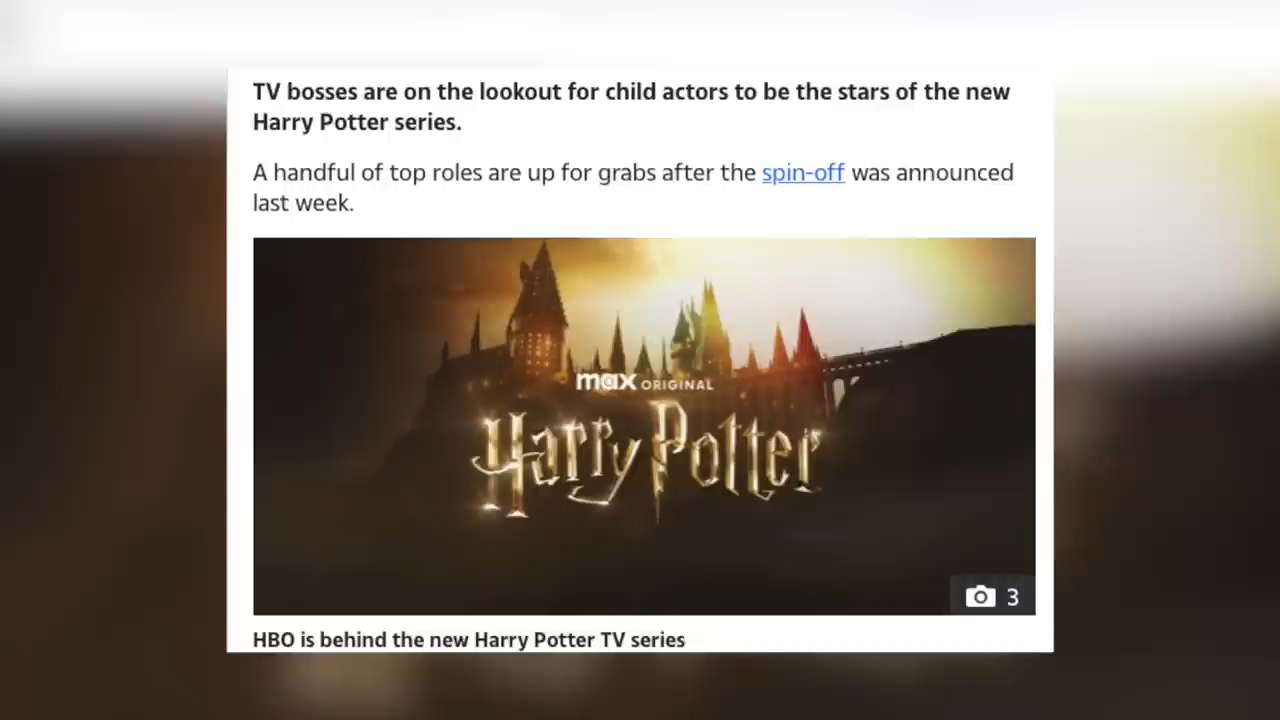 TV bosses are on the lookout for child actors to be the stars of the new
Harry Potter series.
A handful of top roles are up for grabs after the spin-off was announced
last week.
max ORIGINAL
Harry Potter
3
HBO is behind the new Harry Potter TV series